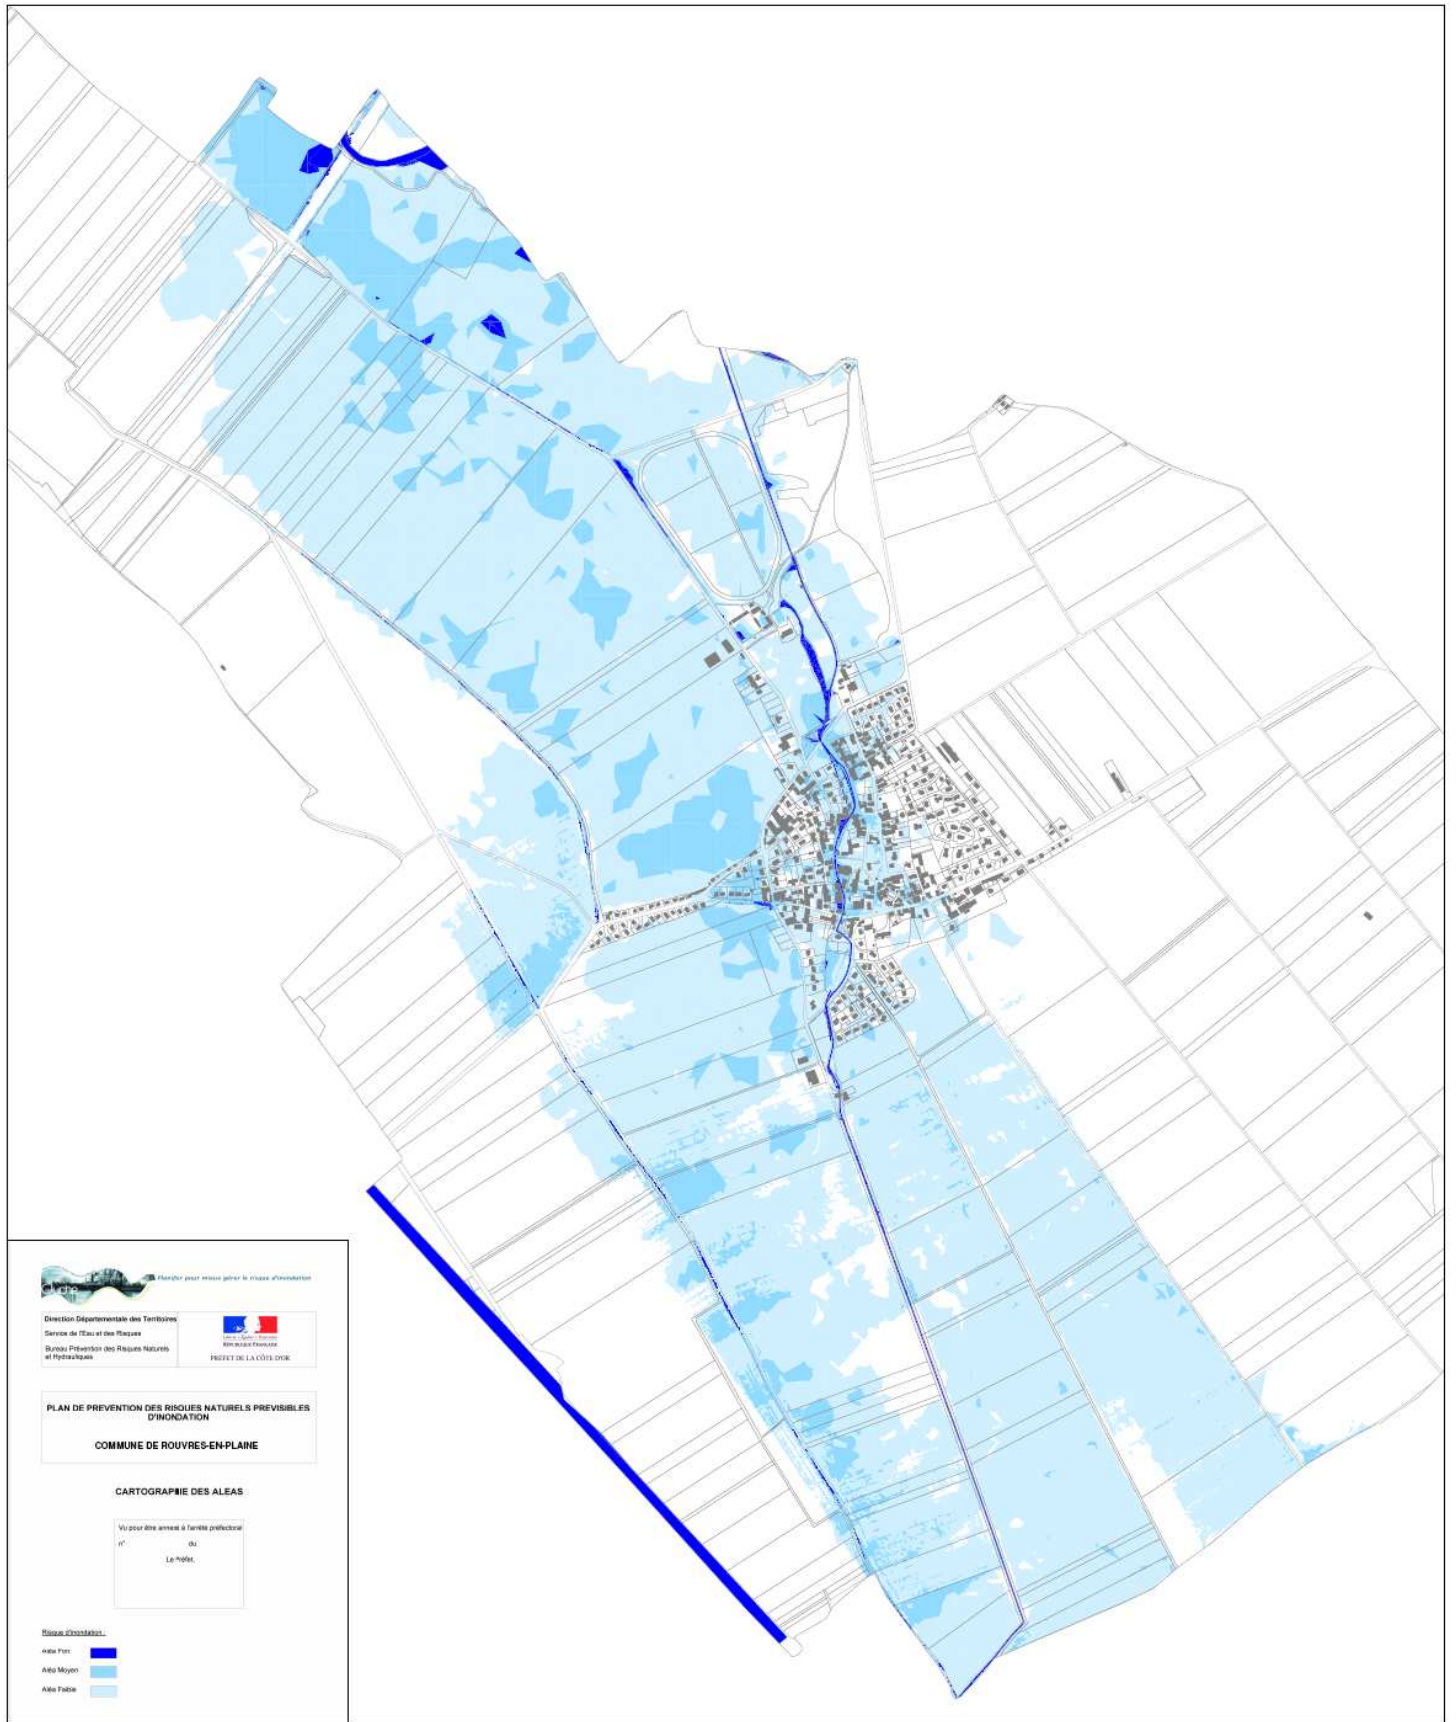 Planifier pour mieux gérer le risque d'inondation
Direction Départementale des Territoires
Service de l'Eau et des Risques
Bureau Prévention des Risques Naturels
et Hydrauliques
Liberté • Égalité • Fraternité
RÉPUBLIQUE FRANÇAISE
PRÉFET DE LA CÔTE D'OR
PLAN DE PREVENTION DES RISQUES NATURELS PREVISIBLES
D'INONDATION
COMMUNE DE ROUVRES-EN-PLAINE
CARTOGRAPHIE DES ALEAS
Vu pour être annexé à l'arrêté préfectoral
n° du
Le Préfet,
Risque d'inondation :
Aléa Fort
Aléa Moyen
Aléa Faible